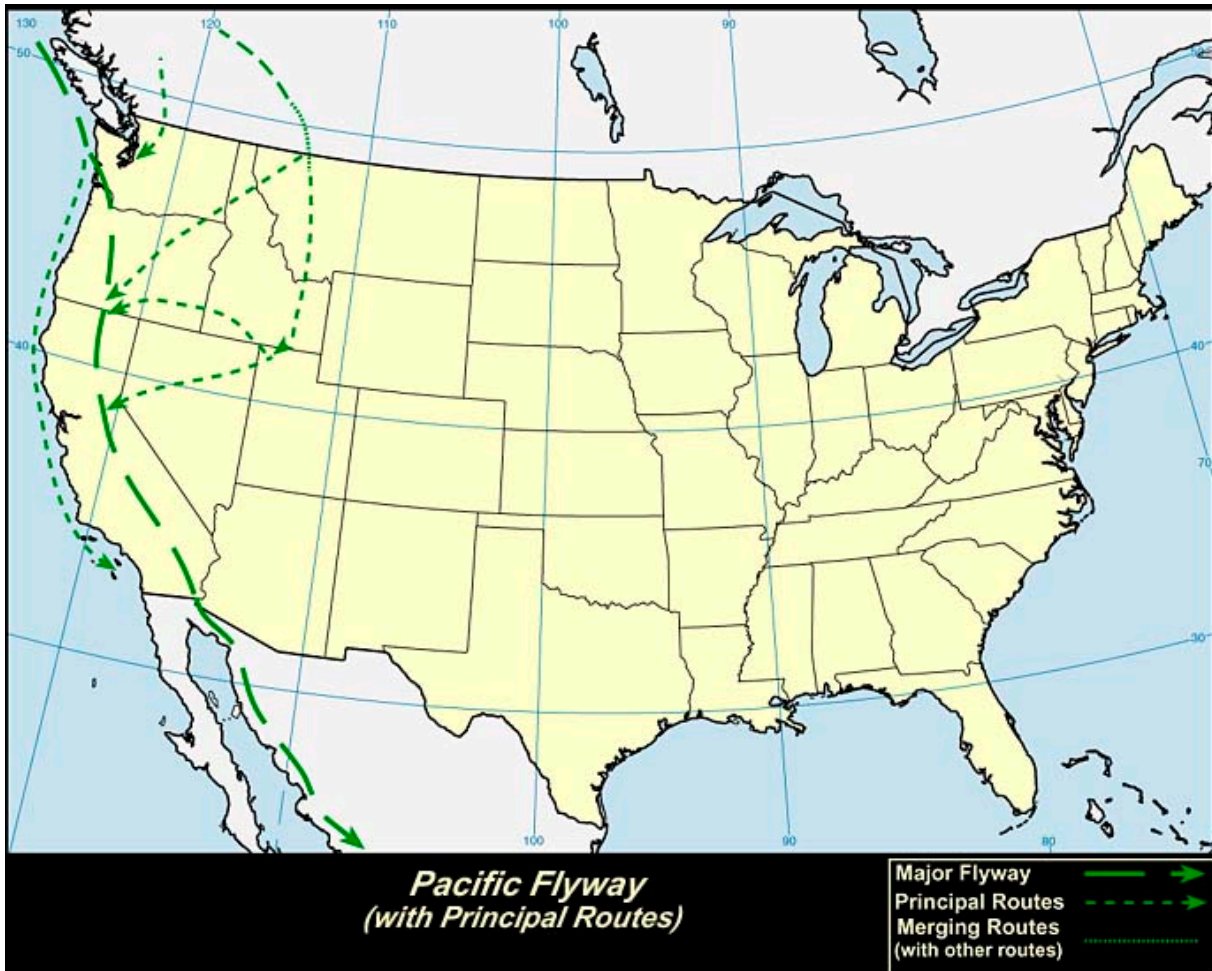 130
120
110
100
90
50
50
40
40
70
30
100
90
80
Pacific Flyway
(with Principal Routes)
Major Flyway
Principal Routes
Merging Routes
(with other routes)